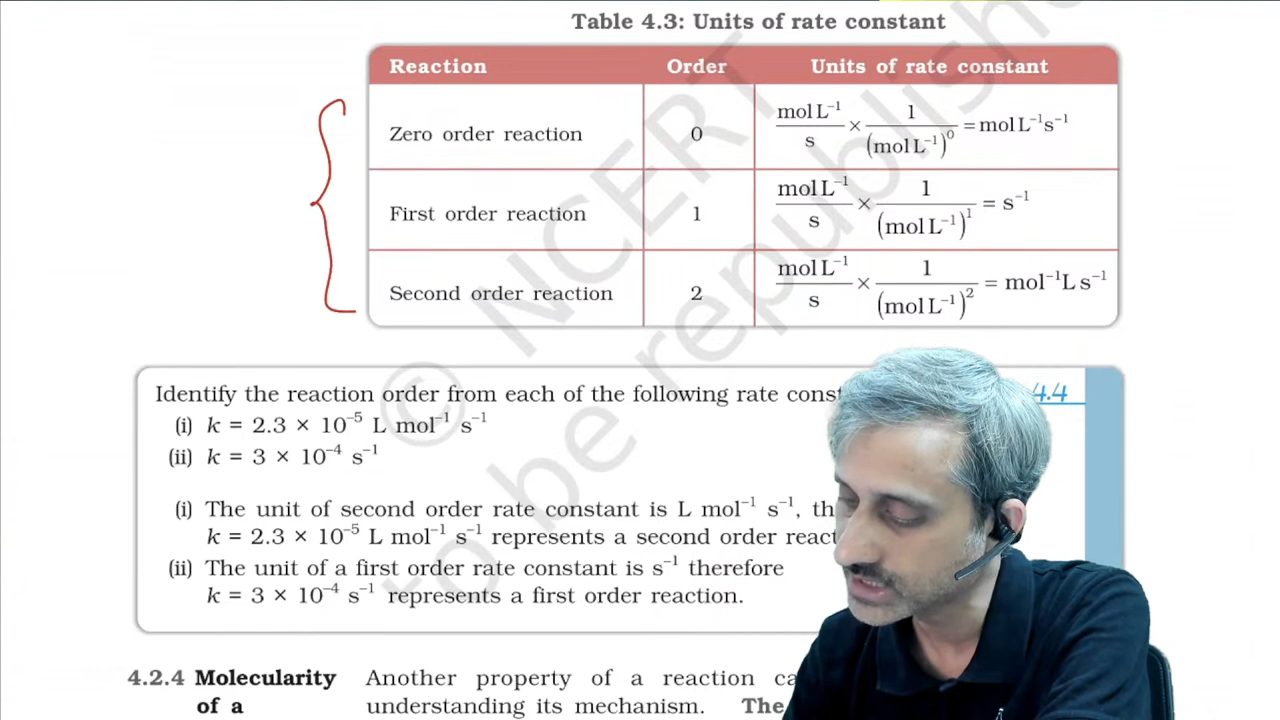 Table 4.3: Units of rate constant
Reaction Order Units of rate constant
Zero order reaction 0 mol L⁻¹/s × 1/(mol L⁻¹)⁰ = mol L⁻¹s⁻¹
First order reaction 1 mol L⁻¹/s × 1/(mol L⁻¹)¹ = s⁻¹
Second order reaction 2 mol L⁻¹/s × 1/(mol L⁻¹)² = mol⁻¹L s⁻¹
Identify the reaction order from each of the following rate 4.4
(i) k = 2.3 × 10⁻⁵ L mol⁻¹ s⁻¹
(ii) k = 3 × 10⁻⁴ s⁻¹
(i) The unit of second order rate constant is L mol⁻¹ s⁻¹,
k = 2.3 × 10⁻⁵ L mol⁻¹ s⁻¹ represents a second order
(ii) The unit of a first order rate constant is s⁻¹ therefore
k = 3 × 10⁻⁴ s⁻¹ represents a first order reaction.
4.2.4 Molecularity Another property of a reaction
of a understanding its mechanism. The
© NCERT
to be republish